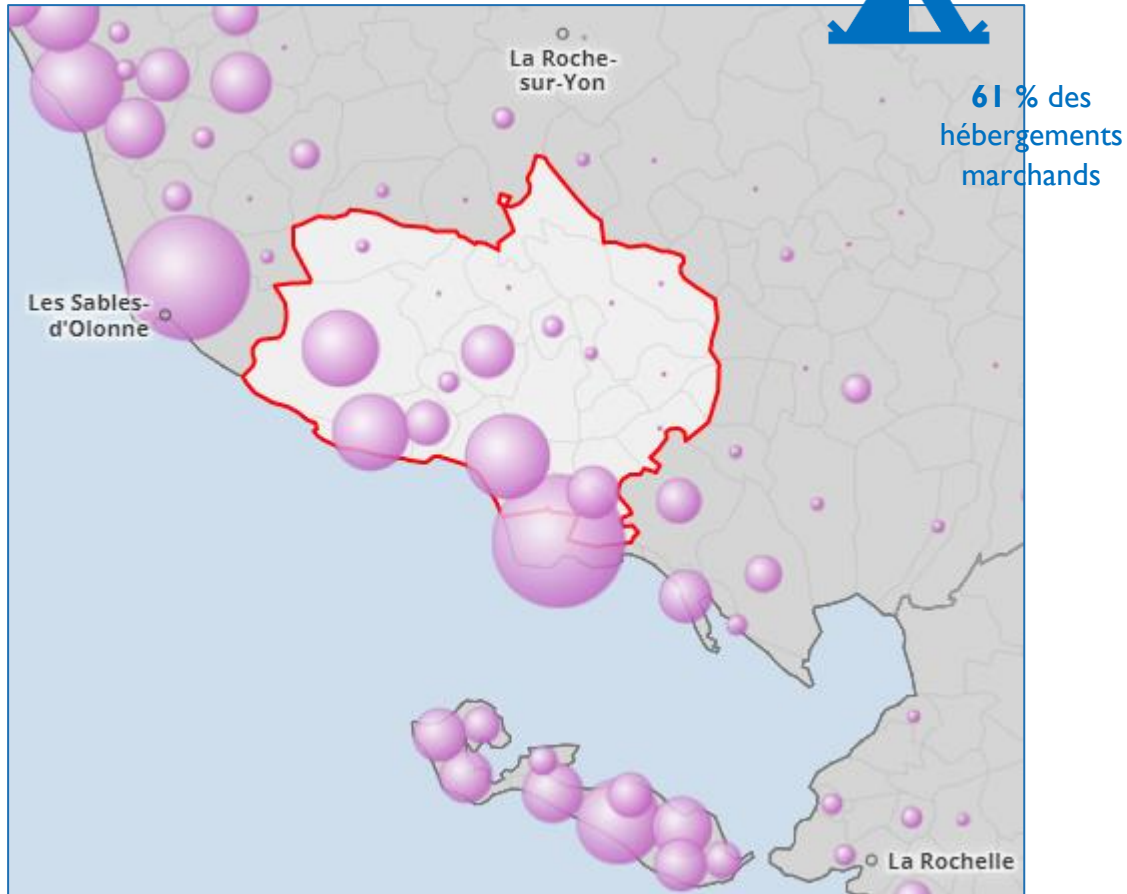 La Roche-
sur-Yon
61 % des
hébergements
marchands
Les Sables-
d'Olonne
La Rochelle